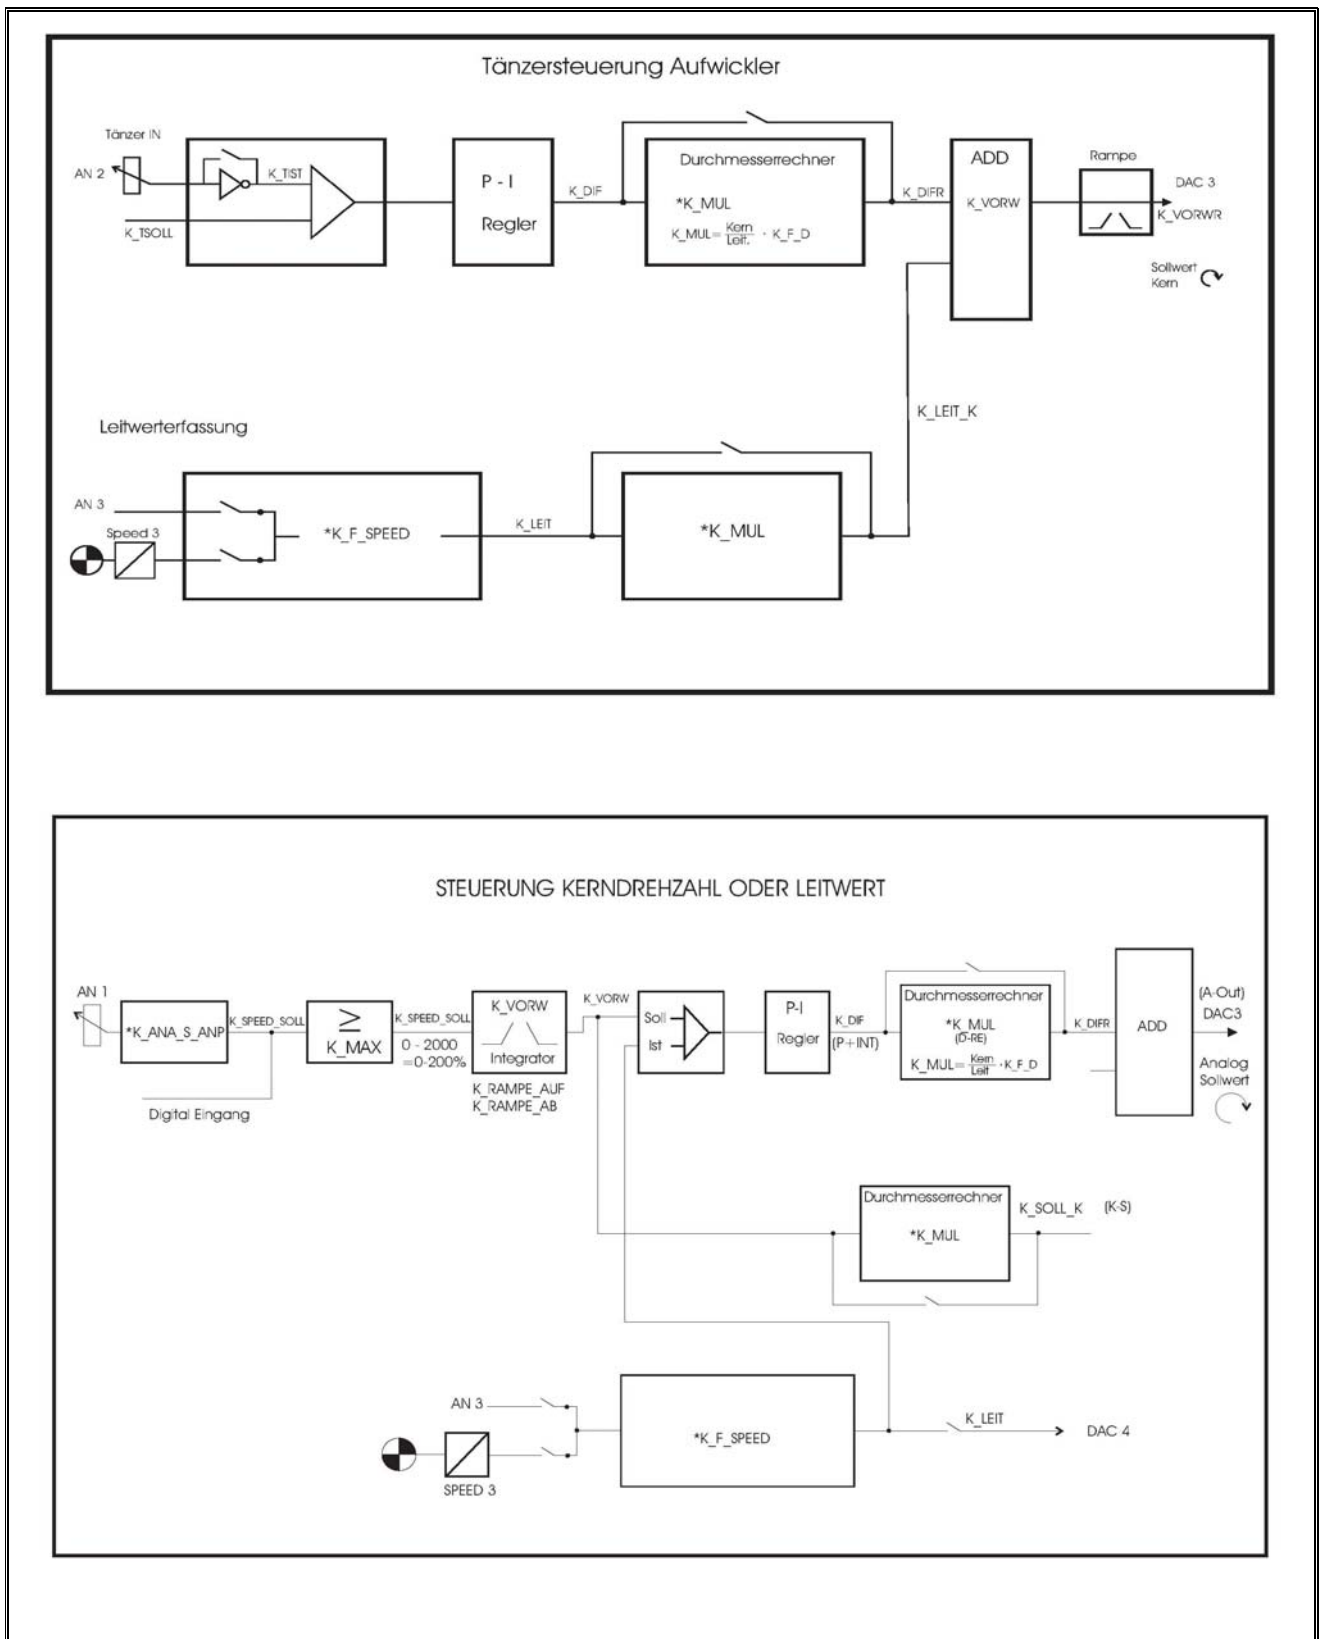 Tänzersteuerung Aufwickler
Tänzer IN
AN 2
K_TIST
K_TSOLL
P - I
Regler
K_DIF
Durchmesserrechner
*K_MUL
K_MUL= Kern
Leit. · K_F_D
K_DIFR
ADD
K_VORW
Rampe
DAC 3
K_VORWR
Sollwert
Kern
K_LEIT_K
Leitwerterfassung
AN 3
Speed 3
*K_F_SPEED
K_LEIT
*K_MUL
STEUERUNG KERNDREHZAHL ODER LEITWERT
AN 1
*K_ANA_S_ANP
K_SPEED_SOLL
Digital Eingang
≥
K_MAX
K_SPEED_SOLL
0 - 2000
=0-200%
K_VORW
Integrator
K_RAMPE_AUF
K_RAMPE_AB
K_VORW
Soll
Ist
P-I
Regler
K_DIF
(P+INT)
Durchmesserrechner
*K_MUL
(D-RE)
K_MUL= Kern
Leit · K_F_D
K_DIFR
ADD
(A-Out)
DAC3
Analog
Sollwert
Durchmesserrechner
*K_MUL
K_SOLL_K (K-S)
AN 3
SPEED 3
*K_F_SPEED
K_LEIT
DAC 4